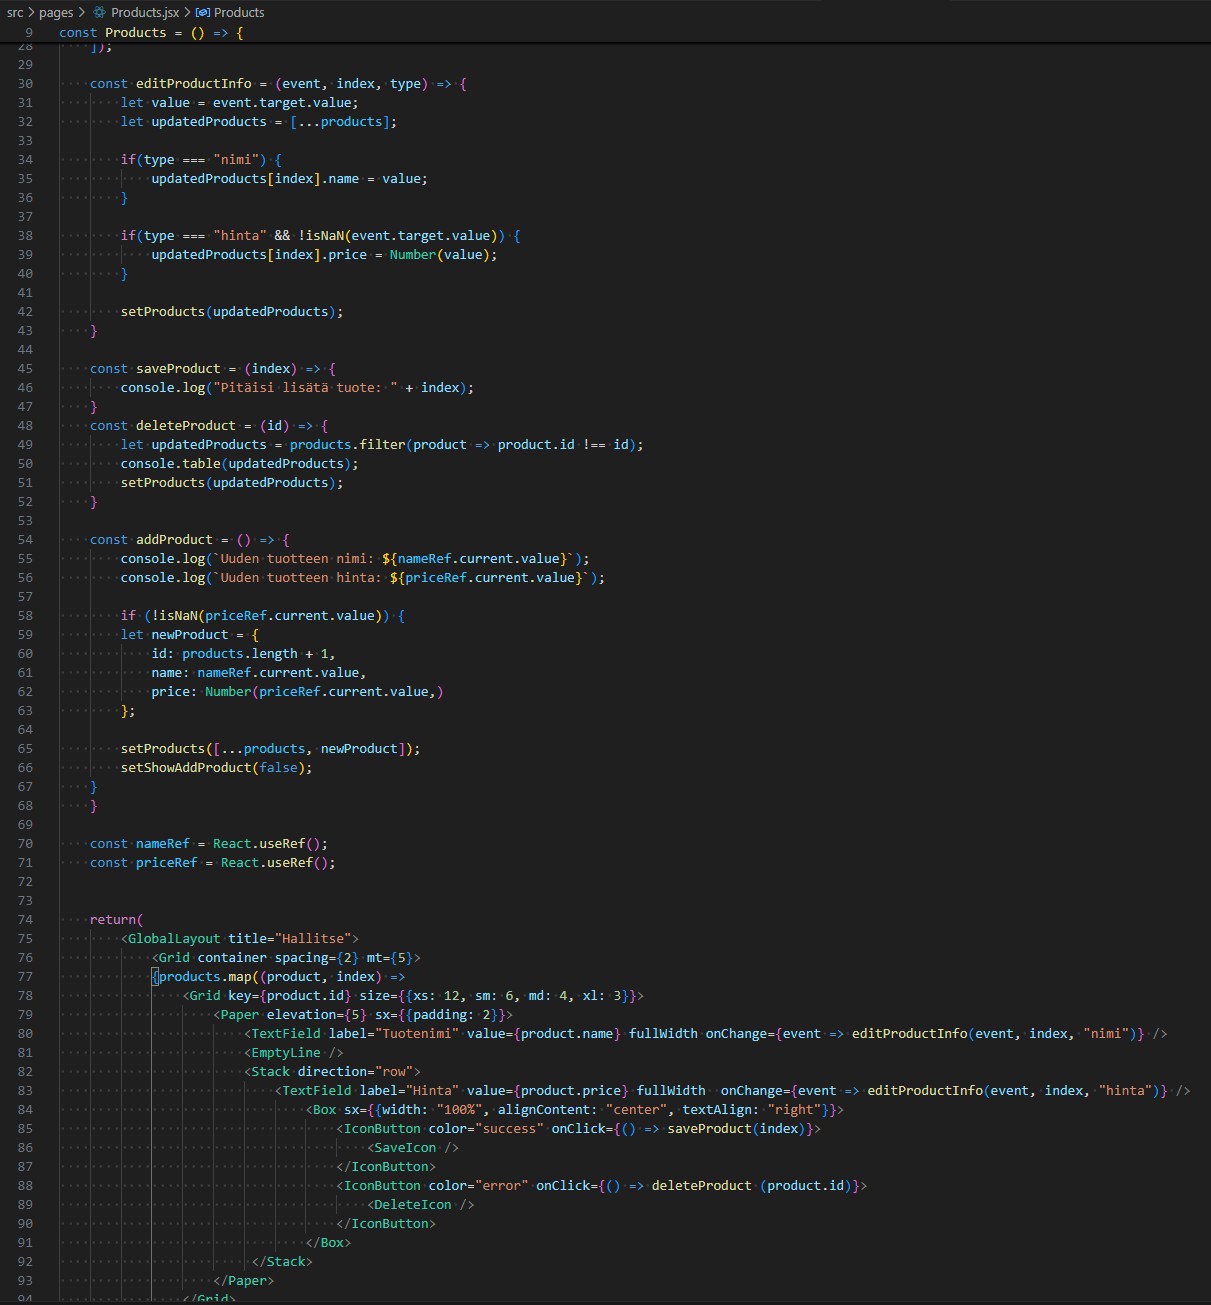 src > pages > Products.jsx > Products
9 const Products = () => {
28 ]);
29
30 const editProductInfo = (event, index, type) => {
31 let value = event.target.value;
32 let updatedProducts = [...products];
33
34 if(type === "nimi") {
35 updatedProducts[index].name = value;
36 }
37
38 if(type === "hinta" && !isNaN(event.target.value)) {
39 updatedProducts[index].price = Number(value);
40 }
41
42 setProducts(updatedProducts);
43 }
44
45 const saveProduct = (index) => {
46 console.log("Pitäisi lisätä tuote: " + index);
47 }
48 const deleteProduct = (id) => {
49 let updatedProducts = products.filter(product => product.id !== id);
50 console.table(updatedProducts);
51 setProducts(updatedProducts);
52 }
53
54 const addProduct = () => {
55 console.log(`Uuden tuotteen nimi: ${nameRef.current.value}`);
56 console.log(`Uuden tuotteen hinta: ${priceRef.current.value}`);
57
58 if (!isNaN(priceRef.current.value)) {
59 let newProduct = {
60 id: products.length + 1,
61 name: nameRef.current.value,
62 price: Number(priceRef.current.value,)
63 };
64
65 setProducts([...products, newProduct]);
66 setShowAddProduct(false);
67 }
68 }
69
70 const nameRef = React.useRef();
71 const priceRef = React.useRef();
72
73
74 return(
75 <GlobalLayout title="Hallitse">
76 <Grid container spacing={2} mt={5}>
77 {products.map((product, index) =>
78 <Grid key={product.id} size={{xs: 12, sm: 6, md: 4, xl: 3}}>
79 <Paper elevation={5} sx={{padding: 2}}>
80 <TextField label="Tuotenimi" value={product.name} fullWidth onChange={event => editProductInfo(event, index, "nimi")} />
81 <EmptyLine />
82 <Stack direction="row">
83 <TextField label="Hinta" value={product.price} fullWidth  onChange={event => editProductInfo(event, index, "hinta")} />
84 <Box sx={{width: "100%", alignContent: "center", textAlign: "right"}}>
85 <IconButton color="success" onClick={() => saveProduct(index)}>
86 <SaveIcon />
87 </IconButton>
88 <IconButton color="error" onClick={() => deleteProduct (product.id)}>
89 <DeleteIcon />
90 </IconButton>
91 </Box>
92 </Stack>
93 </Paper>
94 </Grid>